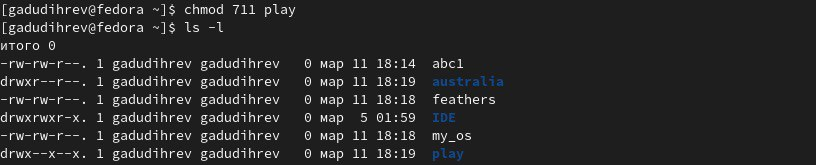 [gadudihrev@fedora ~]$ chmod 711 play
[gadudihrev@fedora ~]$ ls -l
итого 0
-rw-rw-r--. 1 gadudihrev gadudihrev   0 мар 11 18:14  abc1
drwxr--r--. 1 gadudihrev gadudihrev   0 мар 11 18:19  australia
-rw-rw-r--. 1 gadudihrev gadudihrev   0 мар 11 18:18  feathers
drwxrwxr-x. 1 gadudihrev gadudihrev   0 мар  5 01:59  IDE
-rw-rw-r--. 1 gadudihrev gadudihrev   0 мар 11 18:18  my_os
drwx--x--x. 1 gadudihrev gadudihrev   0 мар 11 18:19  play